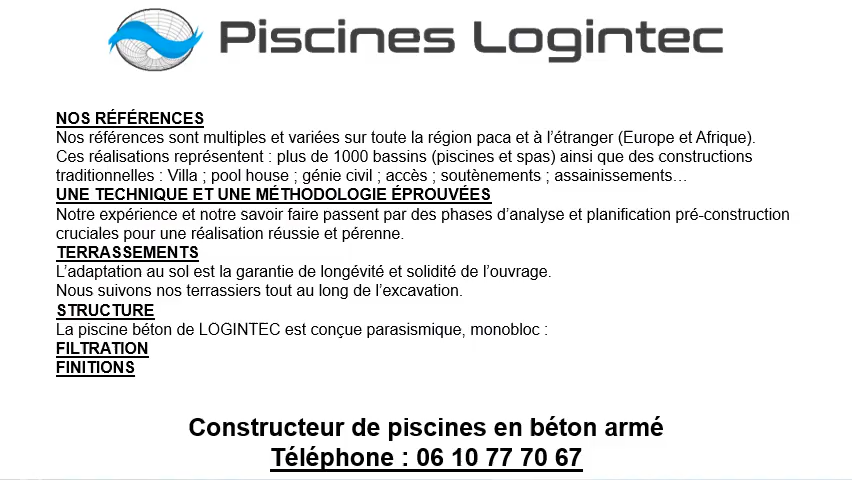 Piscines Logintec
NOS RÉFÉRENCES
Nos références sont multiples et variées sur toute la région paca et à l’étranger (Europe et Afrique).
Ces réalisations représentent : plus de 1000 bassins (piscines et spas) ainsi que des constructions
traditionnelles : Villa ; pool house ; génie civil ; accès ; soutènements ; assainissements…
UNE TECHNIQUE ET UNE MÉTHODOLOGIE ÉPROUVÉES
Notre expérience et notre savoir faire passent par des phases d’analyse et planification pré-construction
cruciales pour une réalisation réussie et pérenne.
TERRASSEMENTS
L’adaptation au sol est la garantie de longévité et solidité de l’ouvrage.
Nous suivons nos terrassiers tout au long de l’excavation.
STRUCTURE
La piscine béton de LOGINTEC est conçue parasismique, monobloc :
FILTRATION
FINITIONS
Constructeur de piscines en béton armé
Téléphone : 06 10 77 70 67